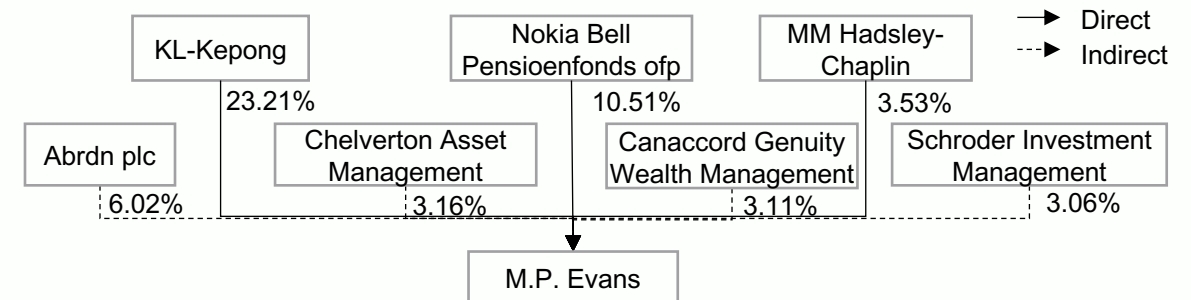 KL-Kepong
Nokia Bell
Pensioenfonds ofp
MM Hadsley-
Chaplin
Direct
Indirect
23.21%
10.51%
3.53%
Abrdn plc
Chelverton Asset
Management
Canaccord Genuity
Wealth Management
Schroder Investment
Management
6.02%
3.16%
3.11%
3.06%
M.P. Evans